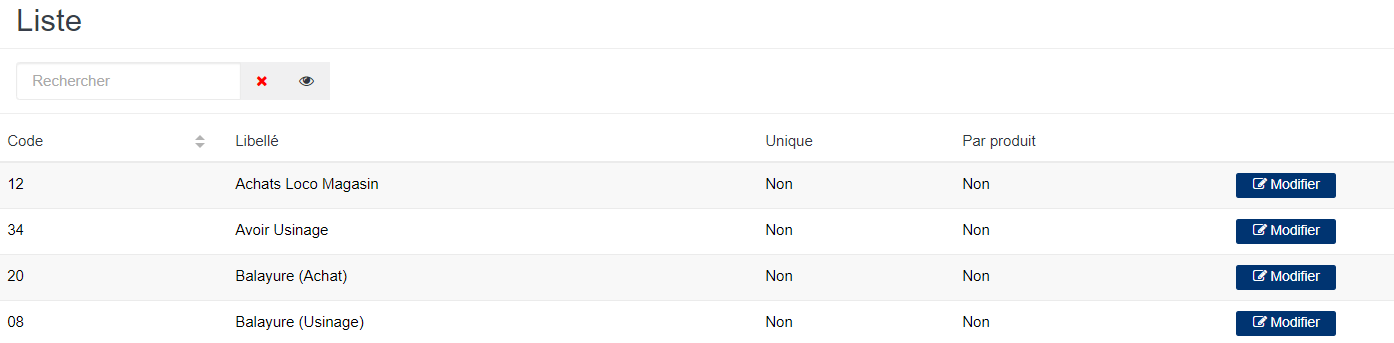 Liste
Rechercher
Code Libellé Unique Par produit
12 Achats Loco Magasin Non Non Modifier
34 Avoir Usinage Non Non Modifier
20 Balayure (Achat) Non Non Modifier
08 Balayure (Usinage) Non Non Modifier